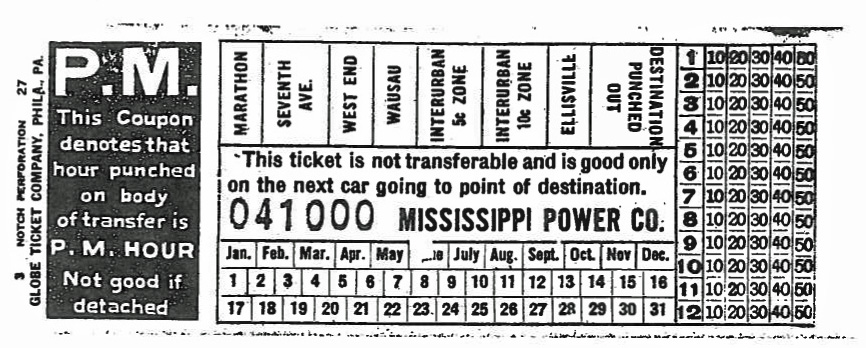 3 NOTCH PERFORATION 27
GLOBE TICKET COMPANY, PHILA., PA.
P.M.
This Coupon
denotes that
hour punched
on body
of transfer is
P.M. HOUR
Not good if
detached
MARATHON
SEVENTH
AVE.
WEST END
WAUSAU
INTERURBAN
5c ZONE
INTERURBAN
10c ZONE
ELLISVILLE
DESTINATION
PUNCHED
OUT
This ticket is not transferable and is good only
on the next car going to point of destination.
041000 MISSISSIPPI POWER CO.
Jan. Feb. Mar. Apr. May July Aug. Sept. Oct. Nov Dec.
1 2 3 4 5 6 7 8 9 10 11 12 13 14 15 16
17 18 19 20 21 22 23 24 25 26 27 28 29 30 31
1 10 20 30 40 50
2 10 20 30 40 50
3 10 20 30 40 50
4 10 20 30 40 50
5 10 20 30 40 50
6 10 20 30 40 50
7 10 20 30 40 50
8 10 20 30 40 50
9 10 20 30 40 50
10 10 20 30 40 50
11 10 20 30 40 50
12 10 20 30 40 50